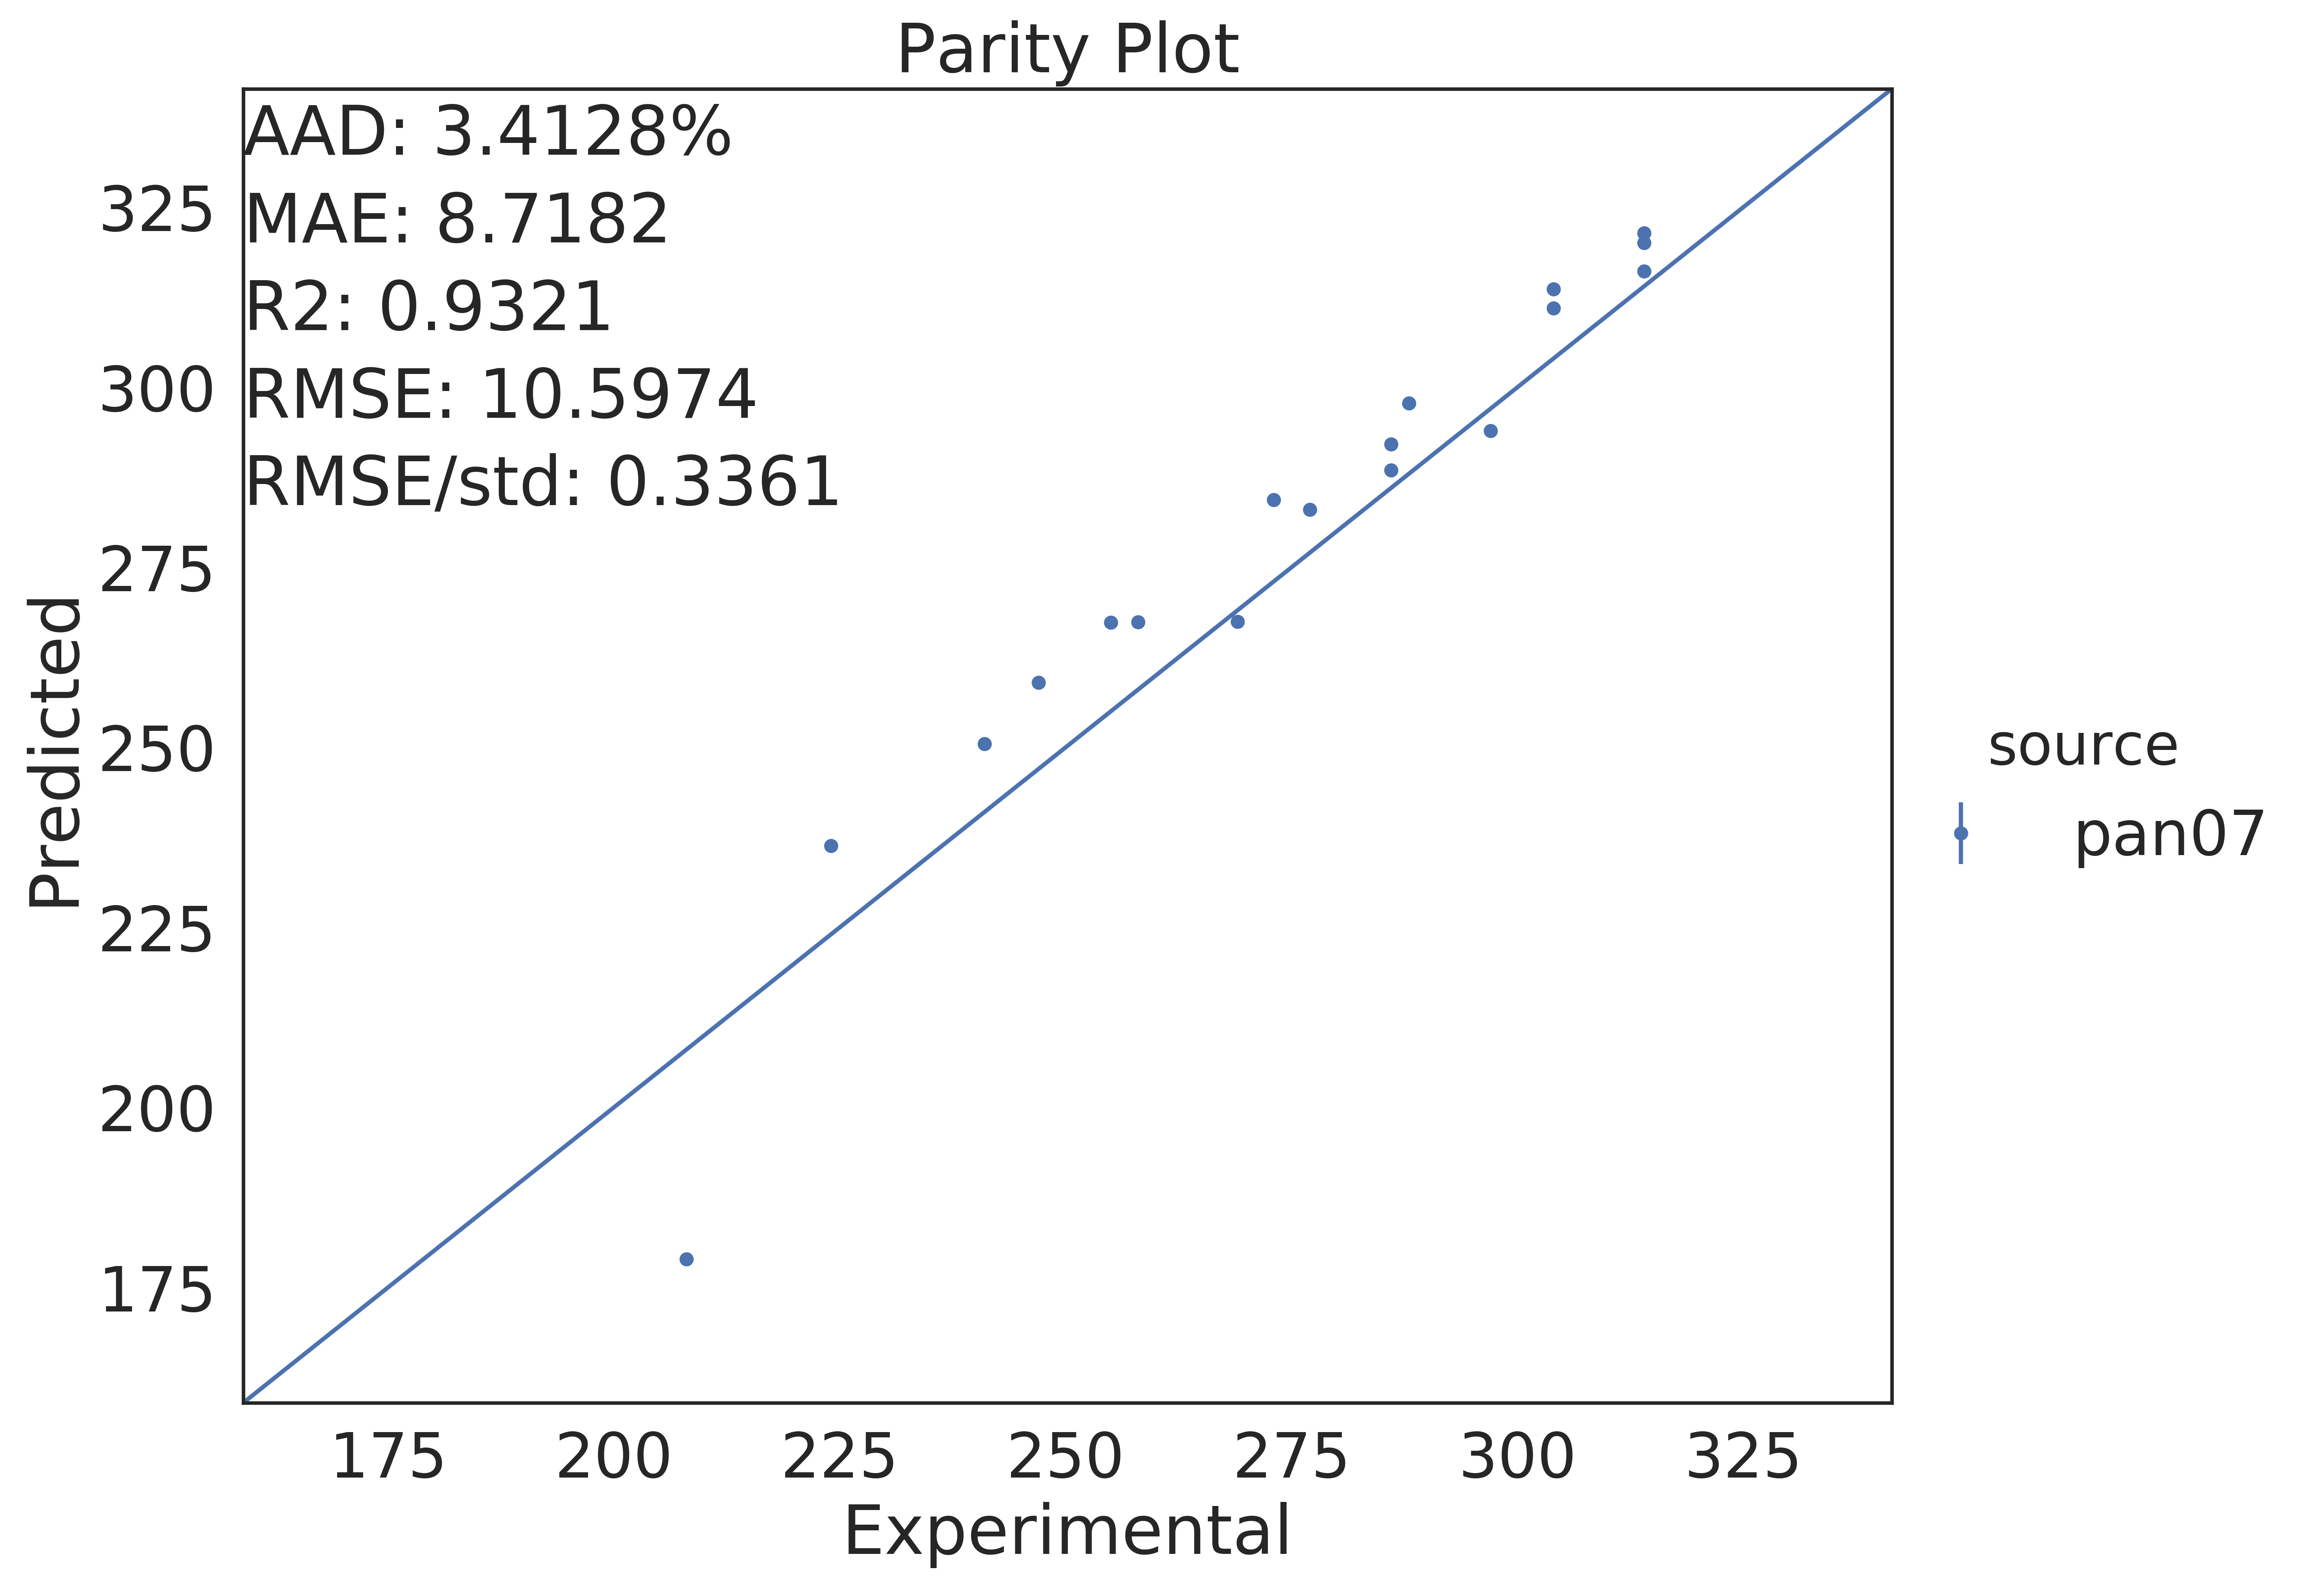 Parity Plot
AAD: 3.4128%
MAE: 8.7182
R2: 0.9321
RMSE: 10.5974
RMSE/std: 0.3361
325
300
275
250
225
200
175
Predicted
175 200 225 250 275 300 325
Experimental
source
pan07